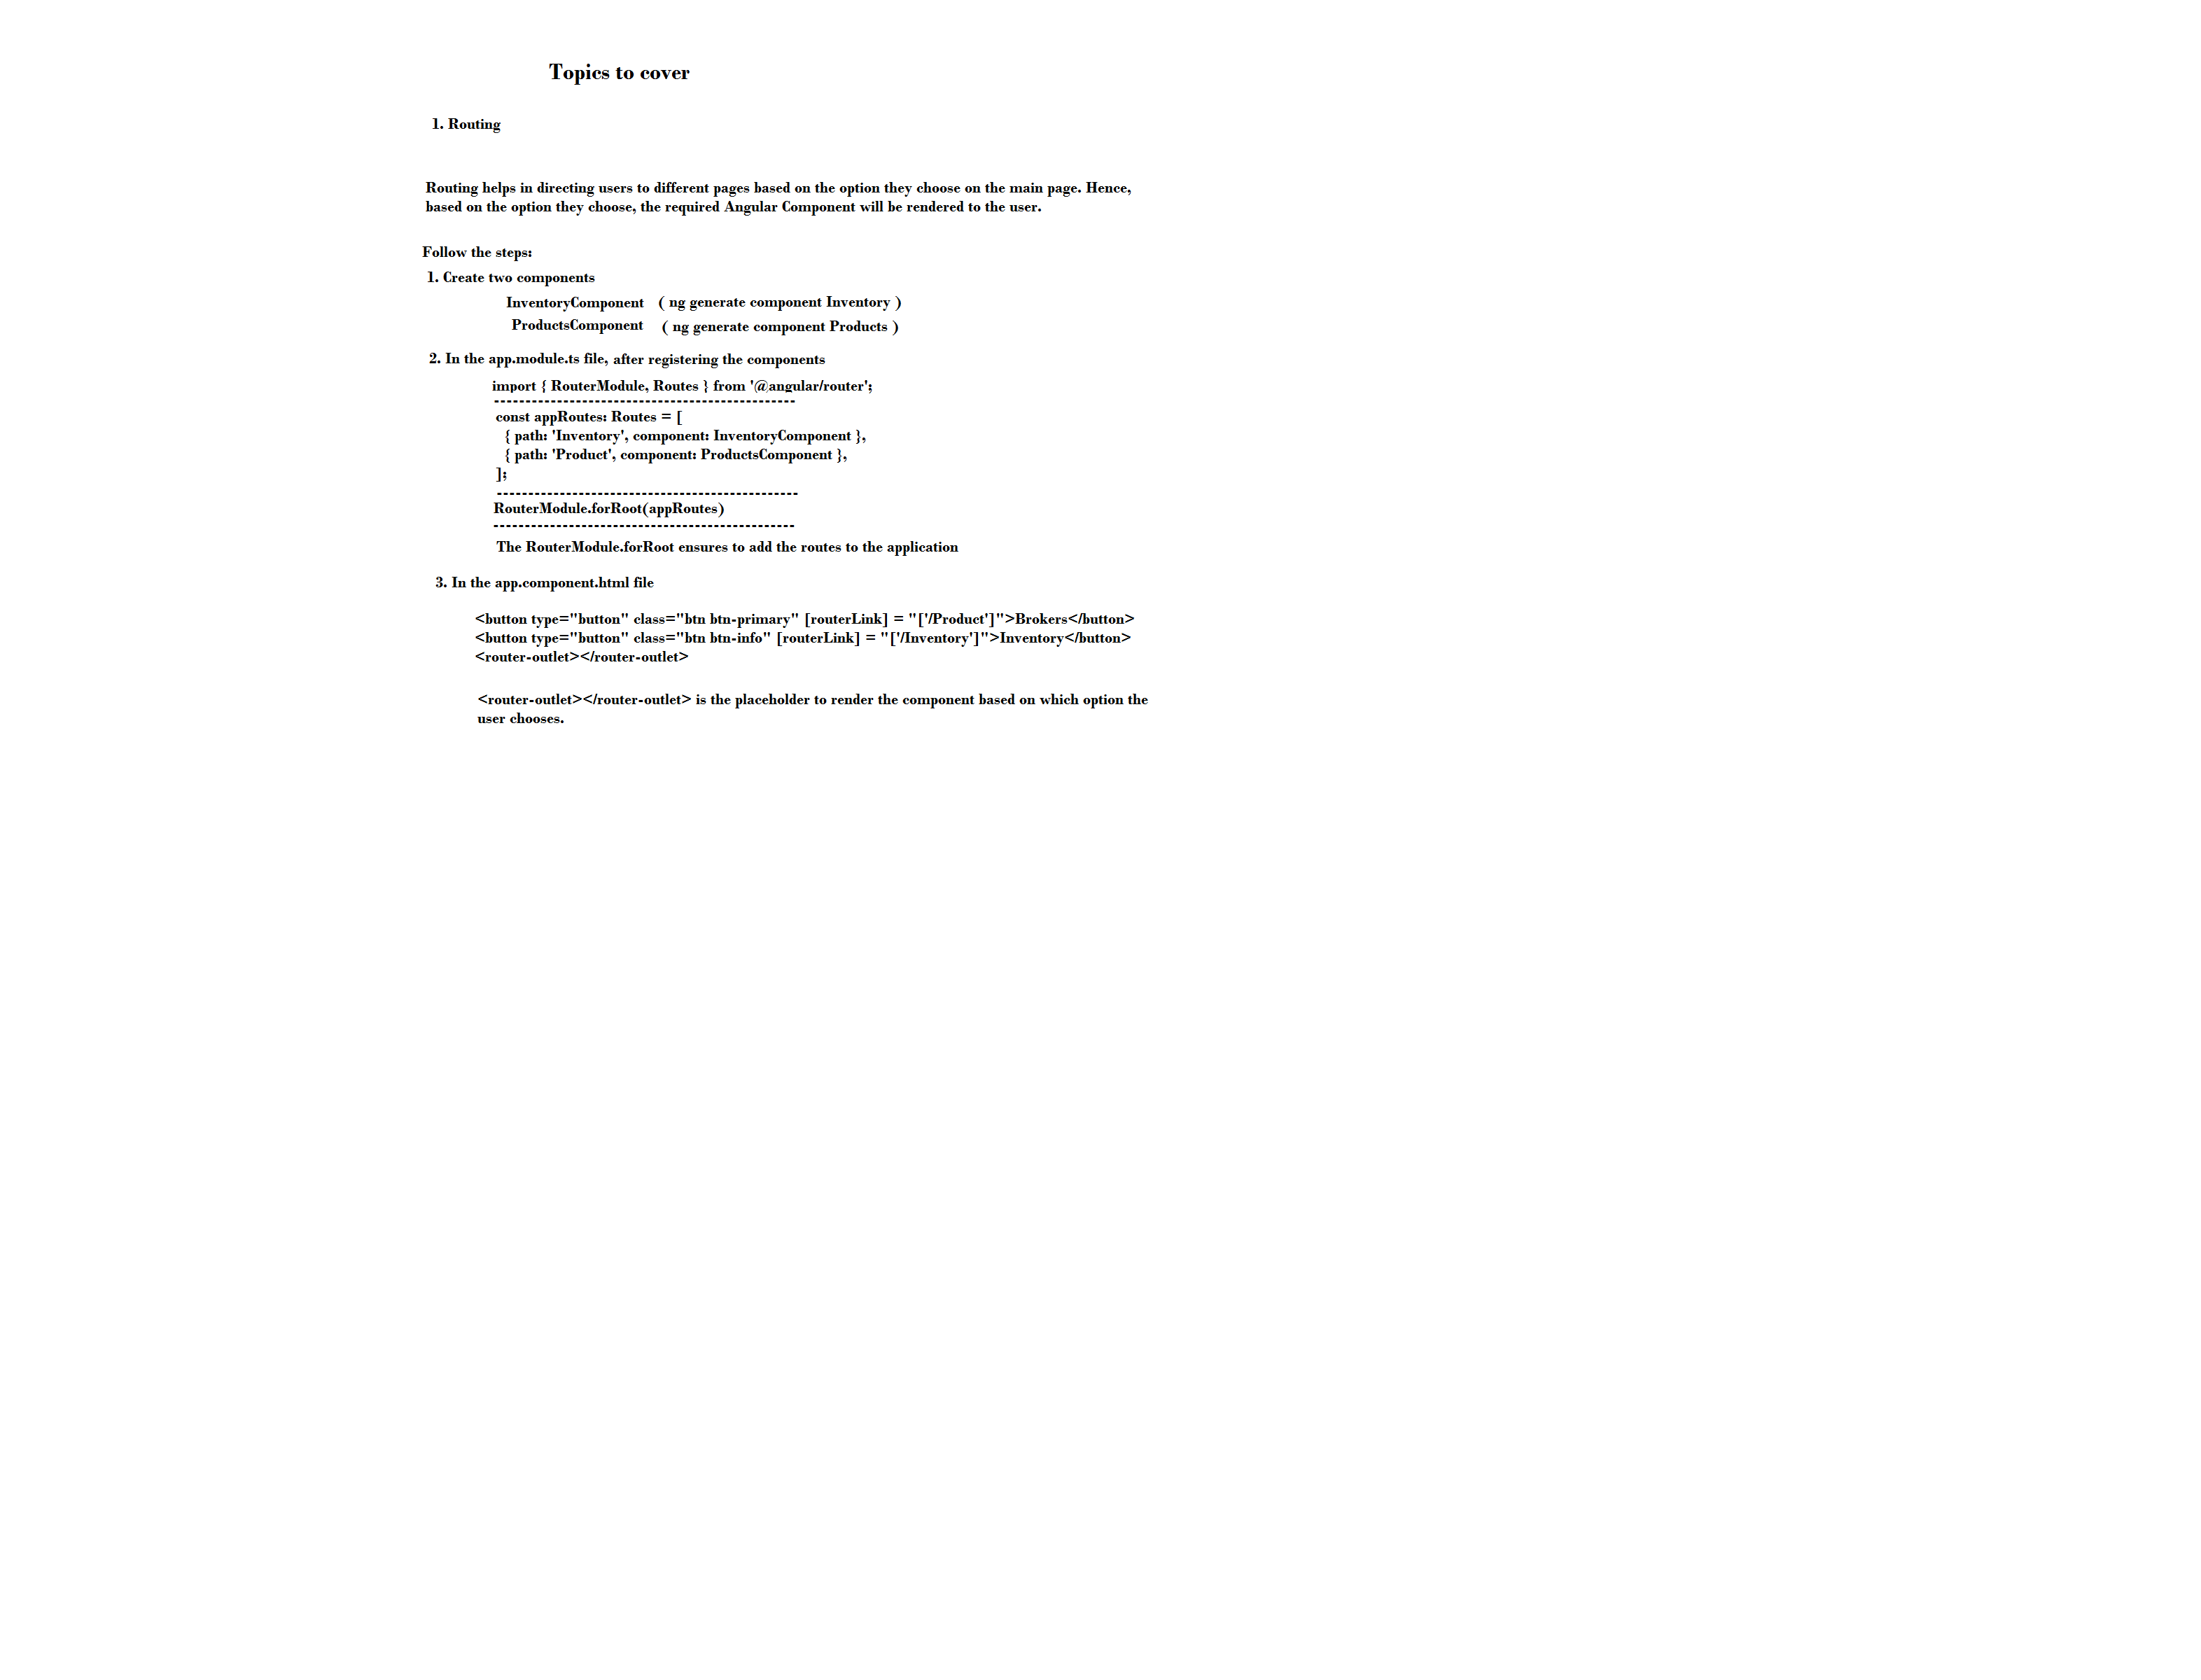 Topics to cover
1. Routing
Routing helps in directing users to different pages based on the option they choose on the main page. Hence,
based on the option they choose, the required Angular Component will be rendered to the user.
Follow the steps:
1. Create two components
InventoryComponent ( ng generate component Inventory )
ProductsComponent ( ng generate component Products )
2. In the app.module.ts file, after registering the components
import { RouterModule, Routes } from '@angular/router';
------------------------------------------------
const appRoutes: Routes = [
{ path: 'Inventory', component: InventoryComponent },
{ path: 'Product', component: ProductsComponent },
];
------------------------------------------------
RouterModule.forRoot(appRoutes)
------------------------------------------------
The RouterModule.forRoot ensures to add the routes to the application
3. In the app.component.html file
<button type="button" class="btn btn-primary" [routerLink] = "['/Product']">Brokers</button>
<button type="button" class="btn btn-info" [routerLink] = "['/Inventory']">Inventory</button>
<router-outlet></router-outlet>
<router-outlet></router-outlet> is the placeholder to render the component based on which option the
user chooses.